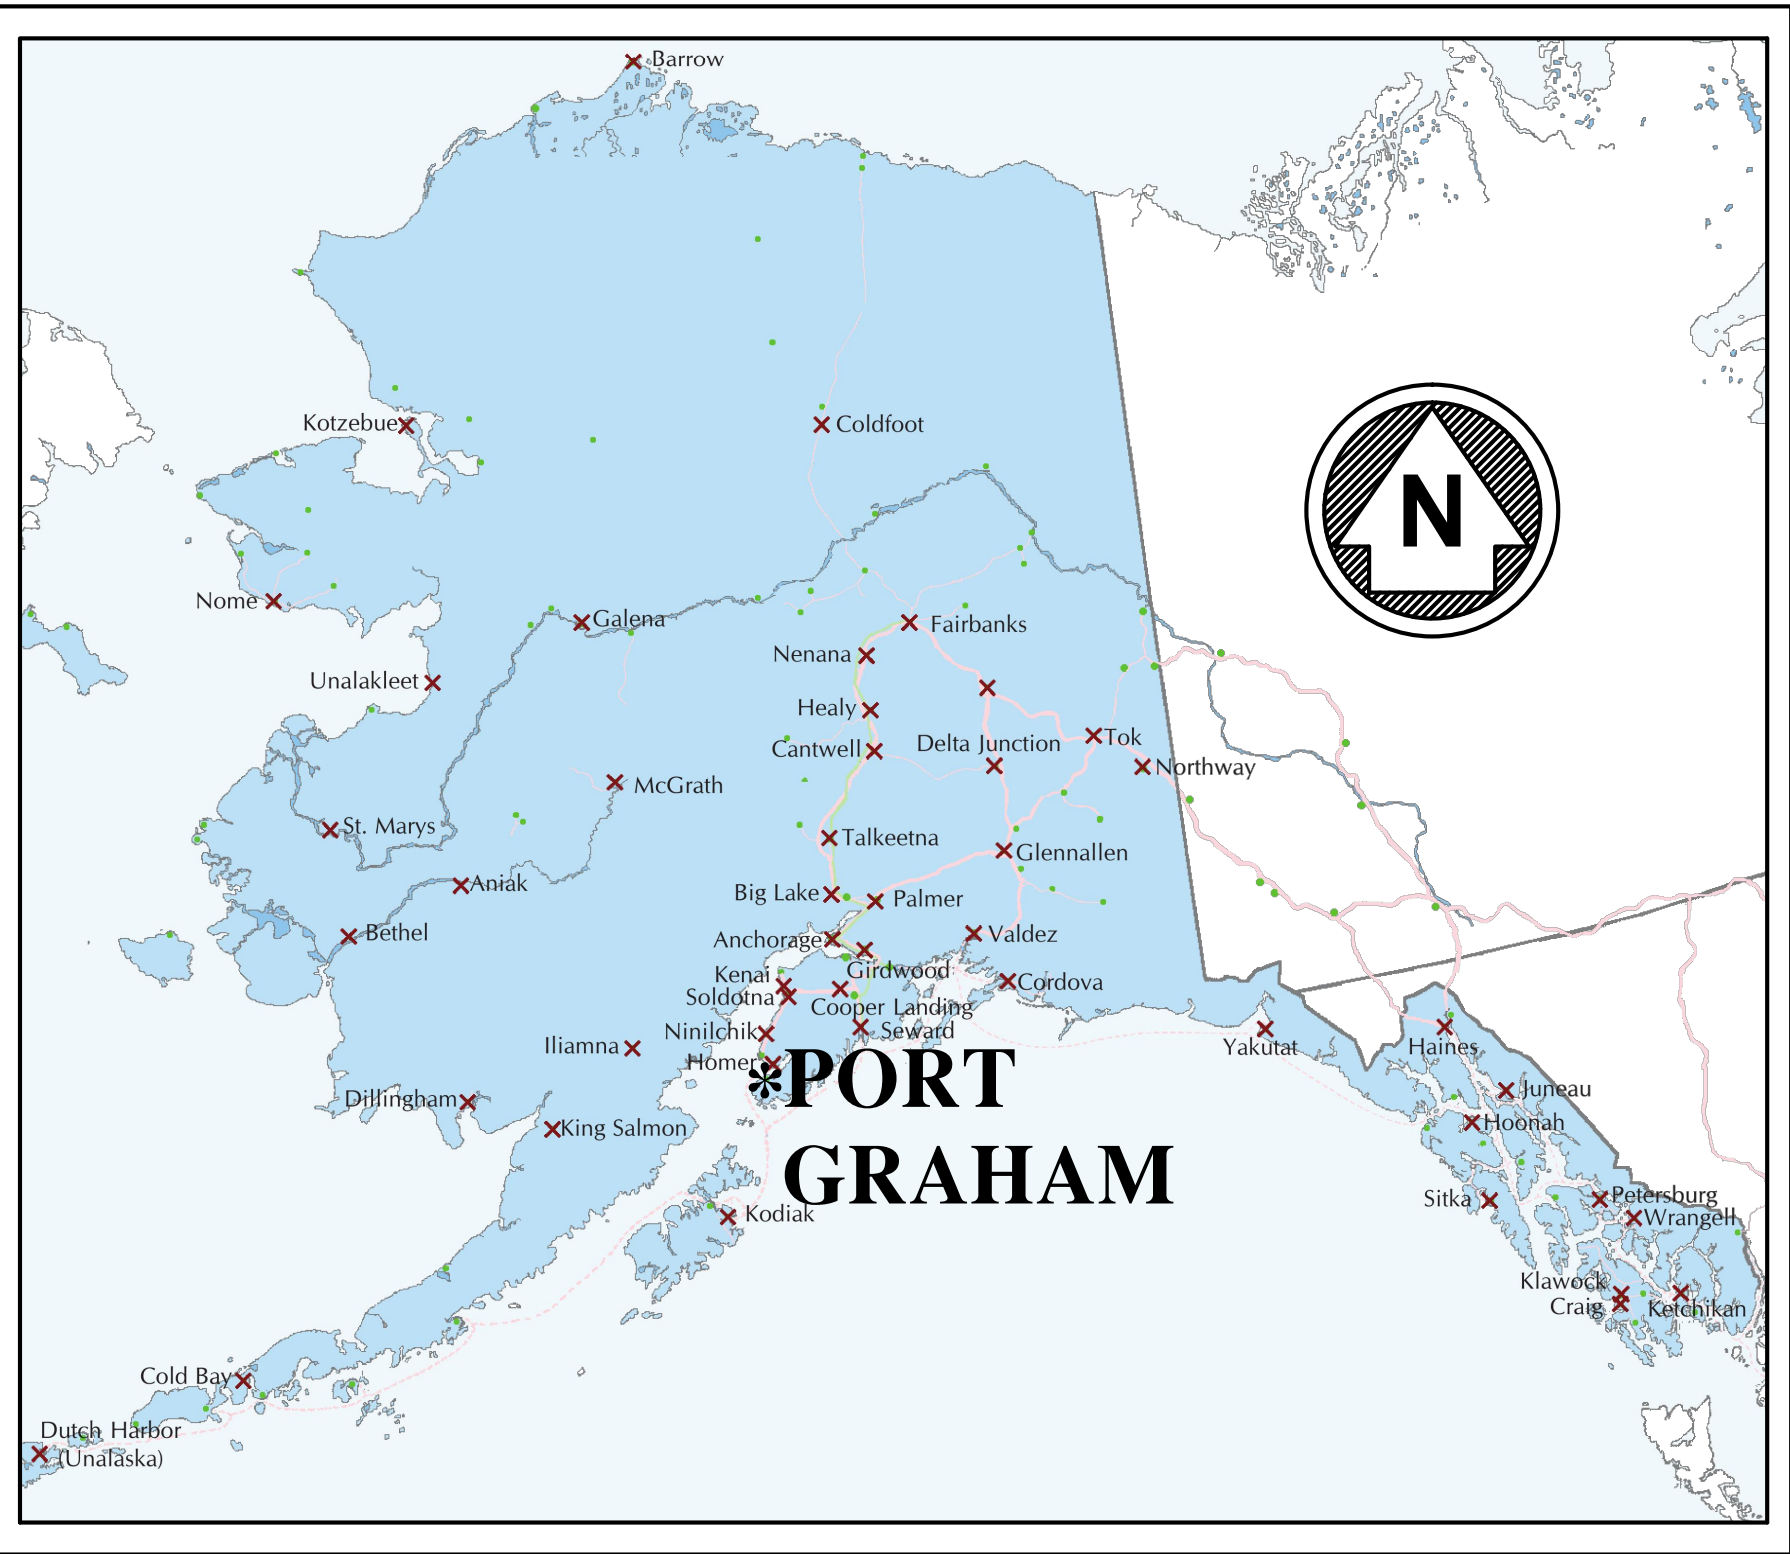 Barrow
Kotzebue
Coldfoot
N
Nome
Galena
Fairbanks
Nenana
Unalakleet
Healy
Cantwell
Delta Junction
Tok
Northway
McGrath
St. Marys
Talkeetna
Glennallen
Aniak
Big Lake
Palmer
Bethel
Anchorage
Valdez
Girdwood
Kenai
Cordova
Soldotna
Cooper Landing
Ninilchik
Seward
Iliamna
Homer
Yakutat
Haines
*PORT
GRAHAM
Dillingham
King Salmon
Juneau
Hoonah
Sitka
Petersburg
Wrangell
Kodiak
Klawock
Craig
Ketchikan
Cold Bay
Dutch Harbor
(Unalaska)